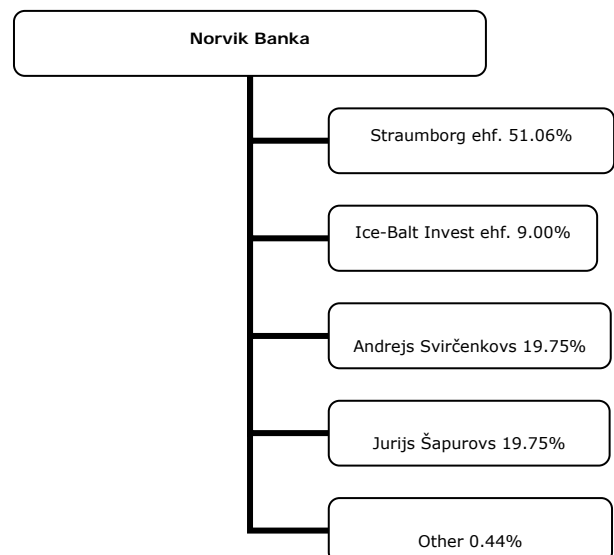 Norvik Banka
Straumborg ehf. 51.06%
Ice-Balt Invest ehf. 9.00%
Andrejs Svirčenkovs 19.75%
Jurijs Šapurovs 19.75%
Other 0.44%